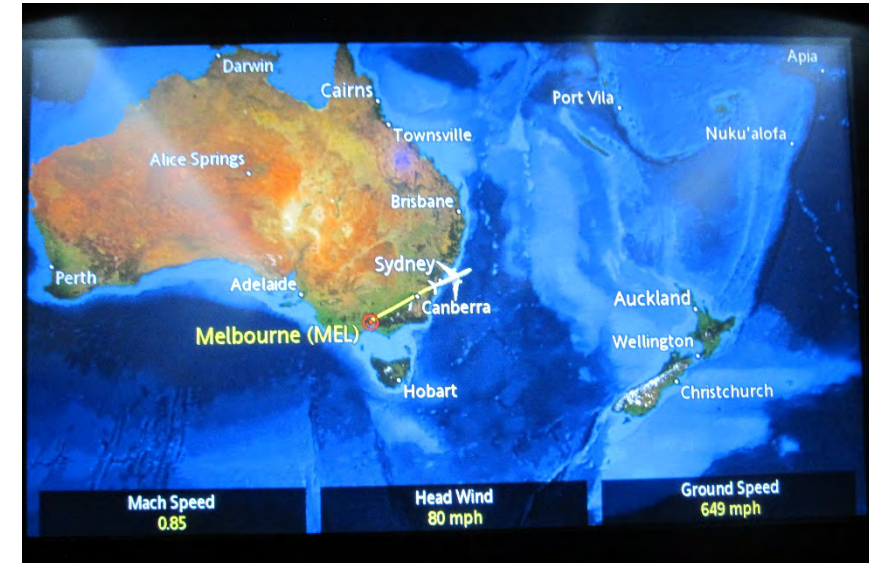 Apia
Darwin
Cairns
Port Vila
Townsville
Nuku'alofa
Alice Springs
Brisbane
Sydney
Perth
Adelaide
Canberra
Auckland
Melbourne (MEL)
Wellington
Hobart
Christchurch
Mach Speed
0.85
Head Wind
80 mph
Ground Speed
649 mph